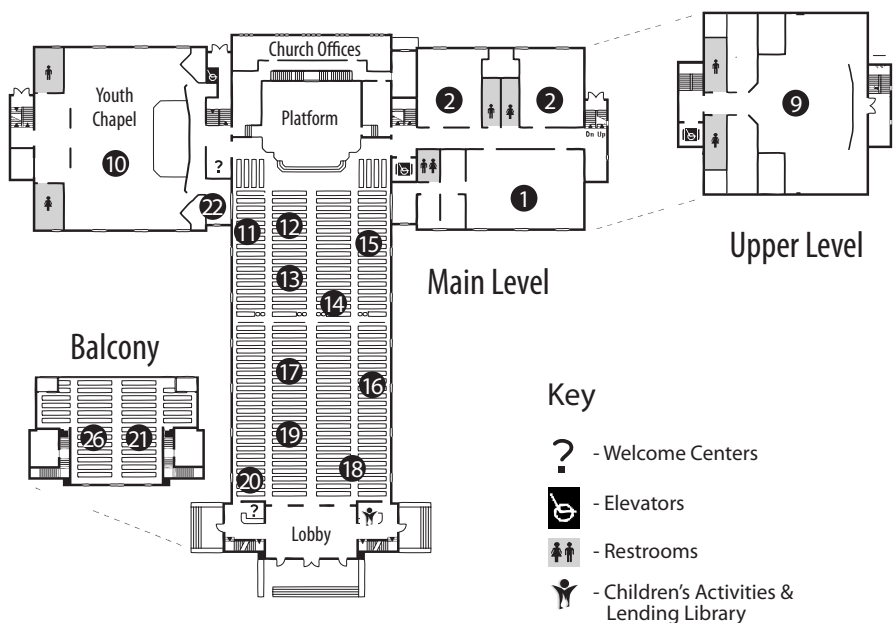 Church Offices
Youth
Chapel
Platform
2
2
9
10
Dn Up
?
22
1
11
12
15
Upper Level
13
Main Level
14
Balcony
17
16
Key
26
21
19
? - Welcome Centers
18
20
- Elevators
?
Lobby
- Restrooms
- Children's Activities &
Lending Library